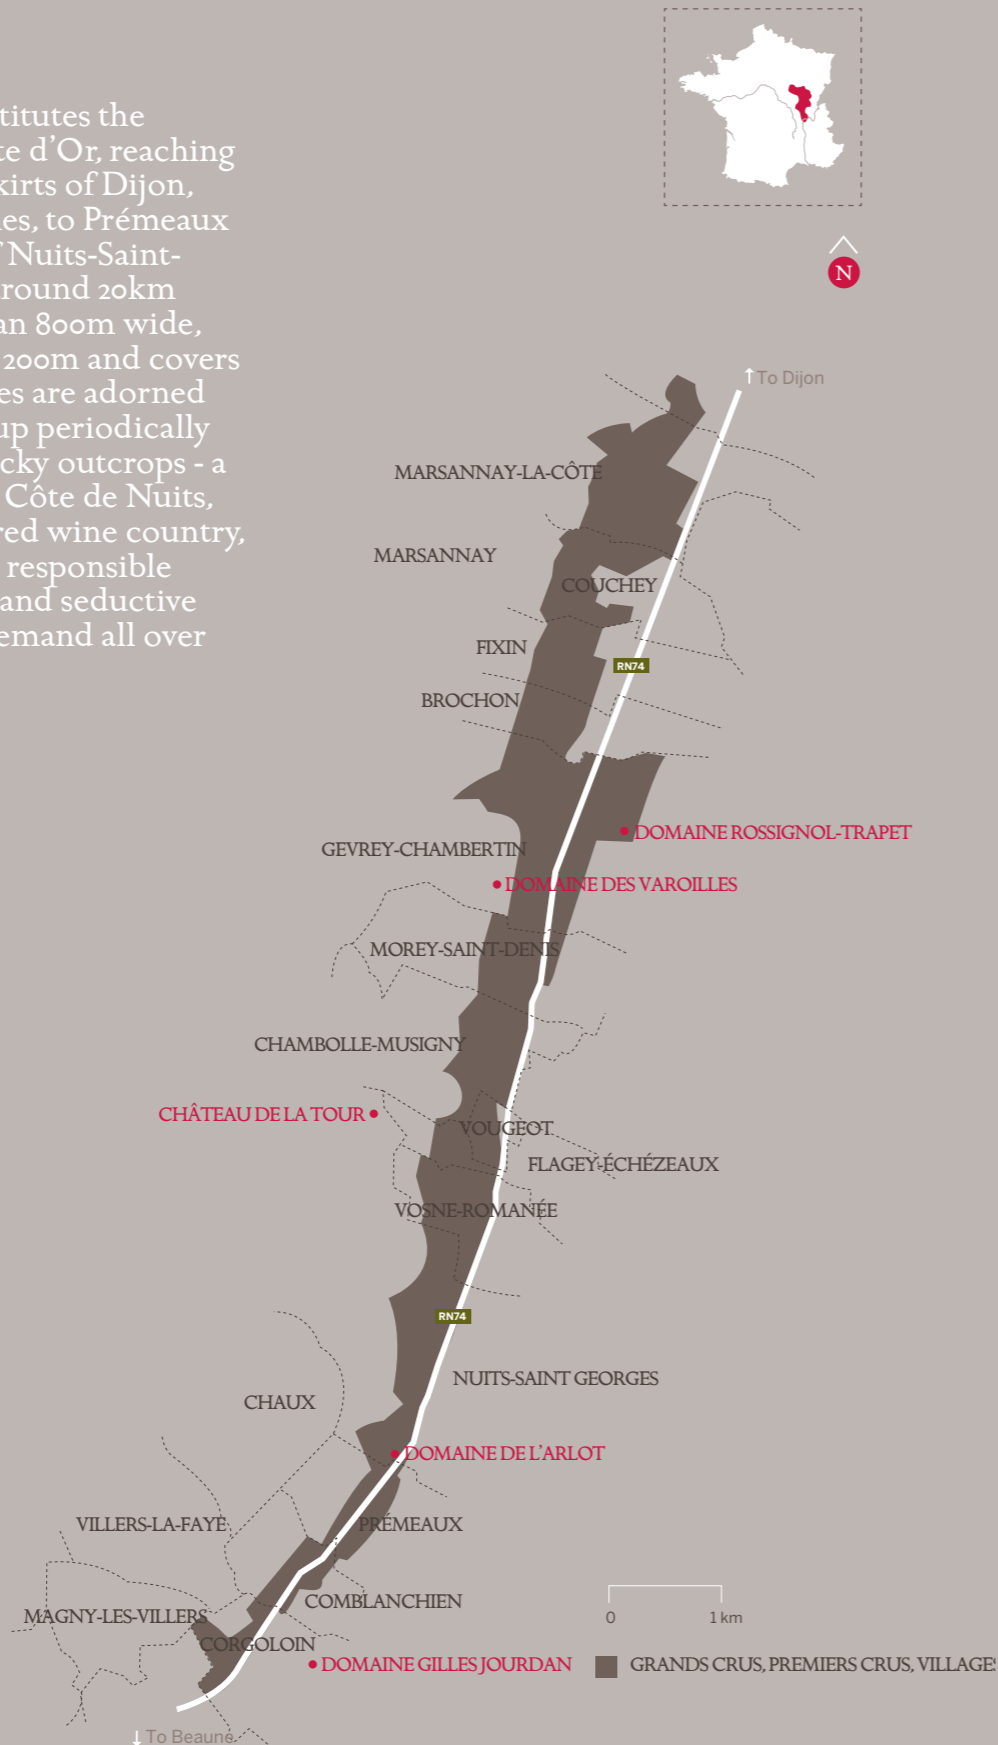 titutes the
te d'Or, reaching
kirts of Dijon,
es, to Prémeaux
f Nuits-Saint-
round 20km
an 800m wide,
200m and covers
es are adorned
up periodically
cky outcrops - a
Côte de Nuits,
red wine country,
responsible
and seductive
emand all over
N
↑To Dijon
MARSANNAY-LA-CÔTE
MARSANNAY
COUCHEY
FIXIN
RN74
BROCHON
DOMAINE ROSSIGNOL-TRAPET
GEVREY-CHAMBERTIN
DOMAINE DES VAROILLES
MOREY-SAINT-DENIS
CHAMBOLLE-MUSIGNY
CHÂTEAU DE LA TOUR
VOUGEOT
FLAGEY-ÉCHÉZEAUX
VOSNE-ROMANÉE
RN74
NUITS-SAINT GEORGES
CHAUX
DOMAINE DE L'ARLOT
VILLERS-LA-FAYE
PRÉMEAUX
COMBLANCHIEN
MAGNY-LES-VILLERS
0 1 km
CORGOLOIN
DOMAINE GILLES JOURDAN
GRANDS CRUS, PREMIERS CRUS, VILLAGES
↓ To Beaune